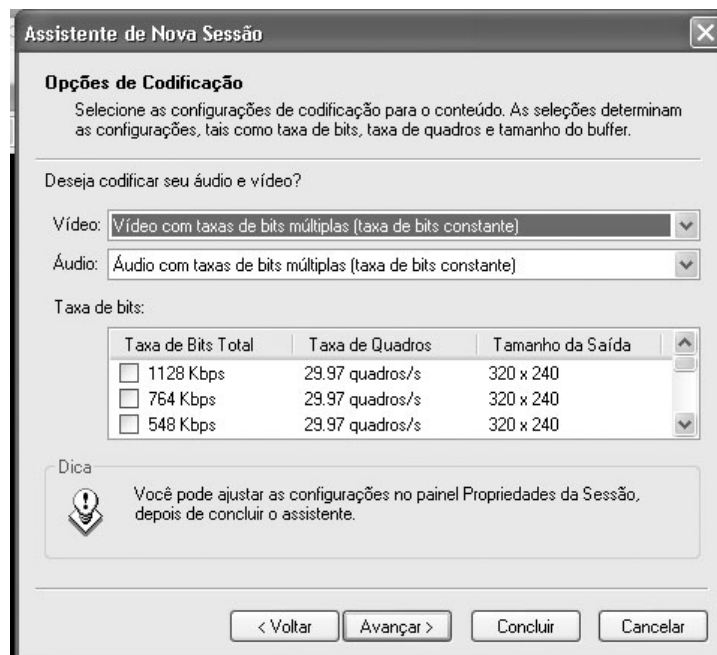 Assistente de Nova Sessão
Opções de Codificação
Selecione as configurações de codificação para o conteúdo. As seleções determinam
as configurações, tais como taxa de bits, taxa de quadros e tamanho do buffer.
Deseja codificar seu áudio e vídeo?
Vídeo: Vídeo com taxas de bits múltiplas (taxa de bits constante)
Áudio: Áudio com taxas de bits múltiplas (taxa de bits constante)
Taxa de bits:
Taxa de Bits Total Taxa de Quadros Tamanho da Saída
1128 Kbps 29.97 quadros/s 320 x 240
764 Kbps 29.97 quadros/s 320 x 240
548 Kbps 29.97 quadros/s 320 x 240
Dica
Você pode ajustar as configurações no painel Propriedades da Sessão,
depois de concluir o assistente.
< Voltar Avançar > Concluir Cancelar